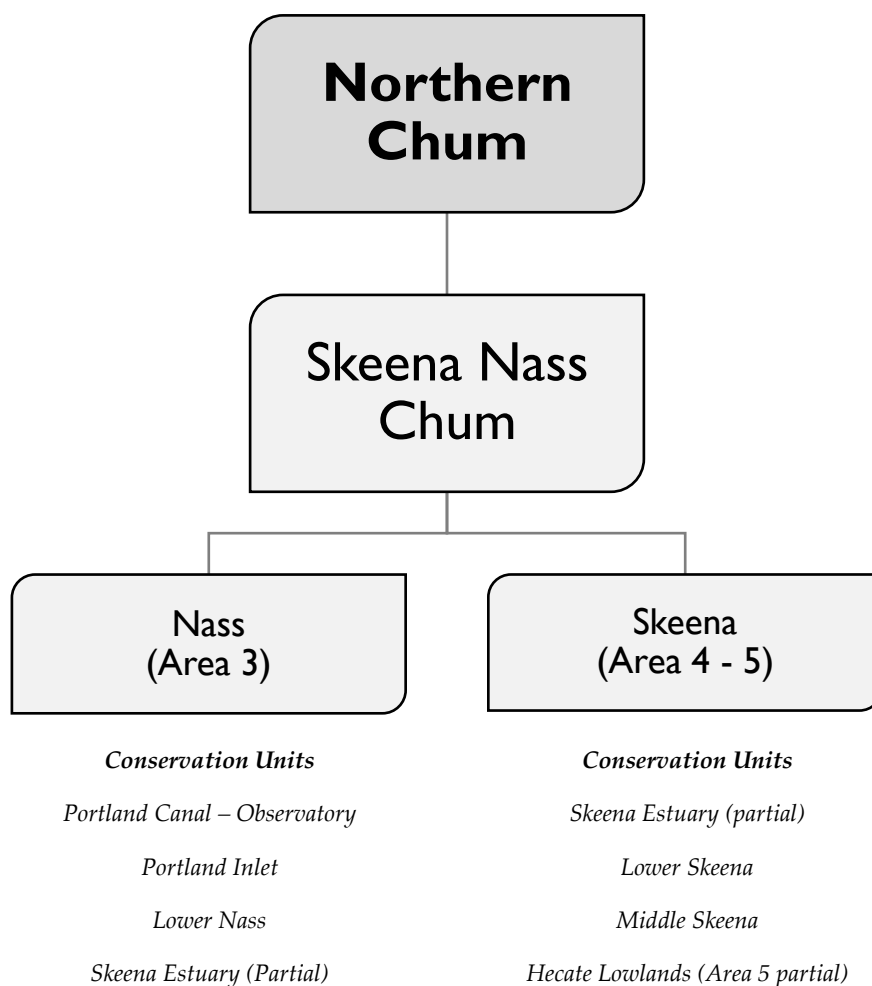 Northern
Chum
Skeena Nass
Chum
Nass
(Area 3)
Skeena
(Area 4 - 5)
Conservation Units
Portland Canal – Observatory
Portland Inlet
Lower Nass
Skeena Estuary (Partial)
Conservation Units
Skeena Estuary (partial)
Lower Skeena
Middle Skeena
Hecate Lowlands (Area 5 partial)